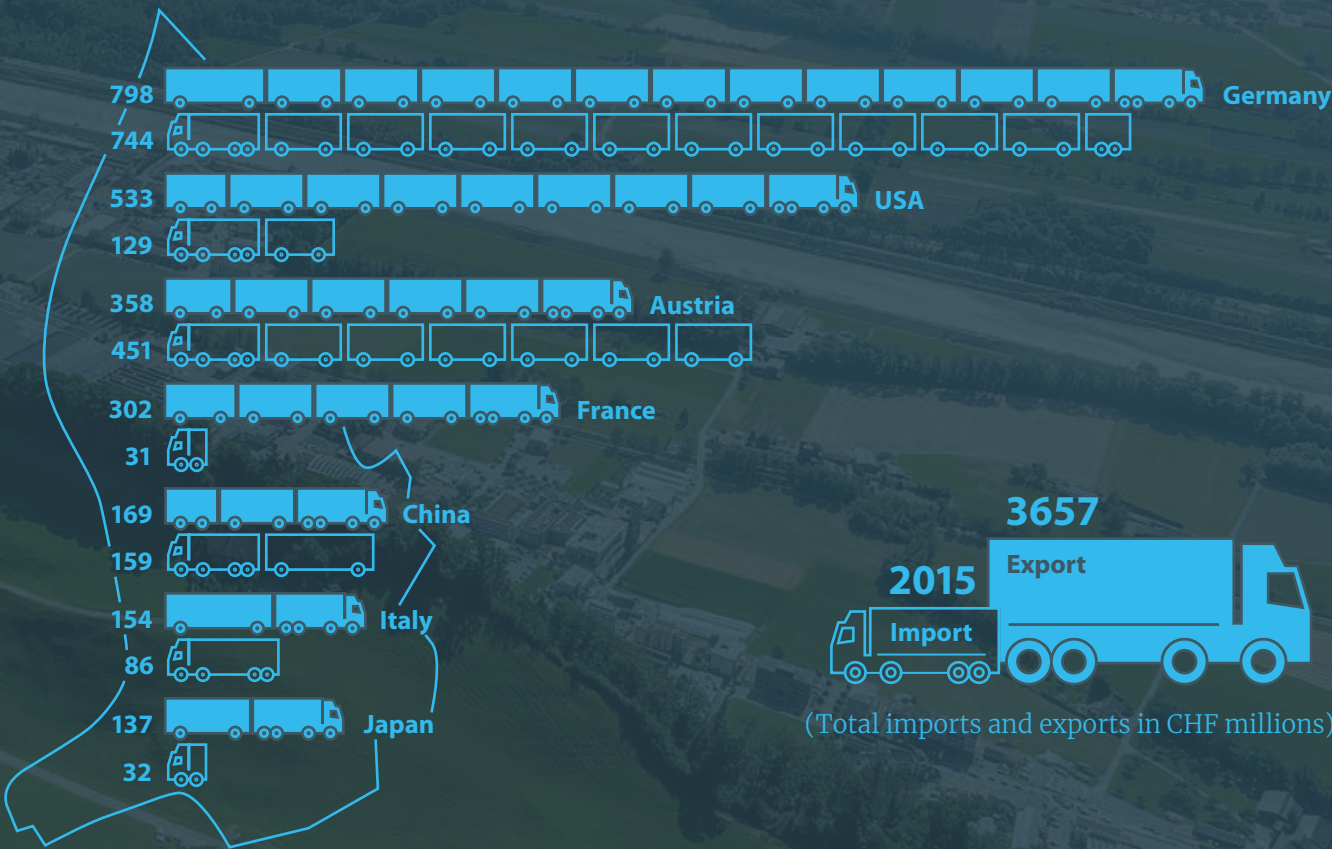 798
Germany
744
533
USA
129
358
Austria
451
302
France
31
169
China
159
154
Italy
86
137
Japan
32
3657
Export
2015
Import
(Total imports and exports in CHF millions)